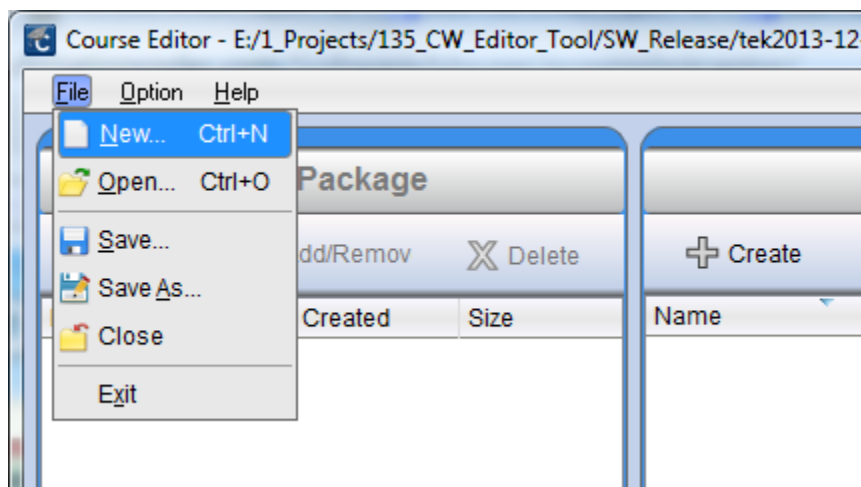 Course Editor - E:/1_Projects/135_CW_Editor_Tool/SW_Release/tek2013-12
File Option Help
New... Ctrl+N
Open... Ctrl+O
Save...
Save As...
Close
Exit
Package
dd/Remov Delete
Created Size
Create
Name